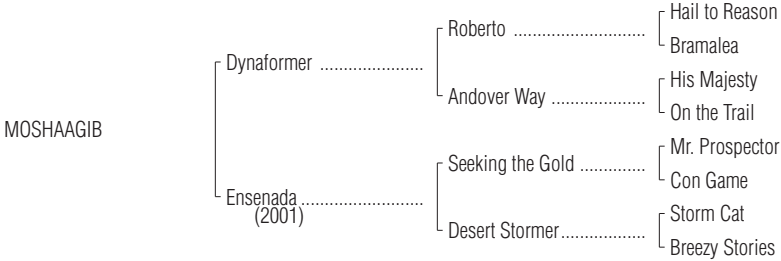 Hail to Reason
Roberto ............................
Bramalea
Dynaformer ......................
His Majesty
Andover Way ....................
On the Trail
MOSHAAGIB
Mr. Prospector
Seeking the Gold ..............
Con Game
Ensenada ..........................
(2001)
Storm Cat
Desert Stormer..................
Breezy Stories